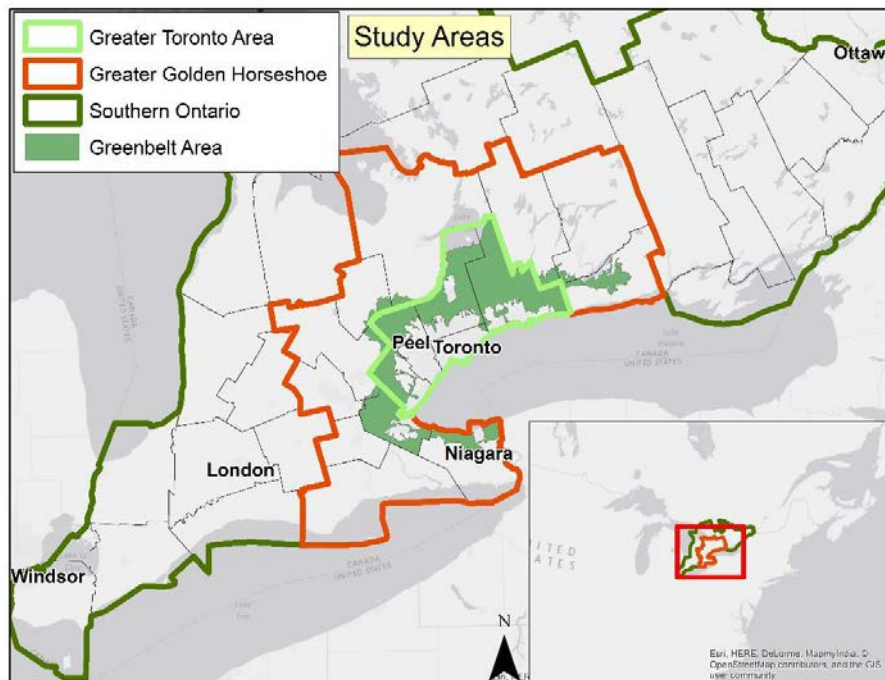 Greater Toronto Area
Greater Golden Horseshoe
Southern Ontario
Greenbelt Area
Study Areas
Ottaw
CANADA
UNITED STATES
Peel
Toronto
CANADA
UNITED STATES
London
Niagara
Windsor
CANADA
UNITED STATES
N
UNITED
STATES
Esri, HERE, DeLorme, MapmyIndia, ©
OpenStreetMap contributors, and the GIS
user community